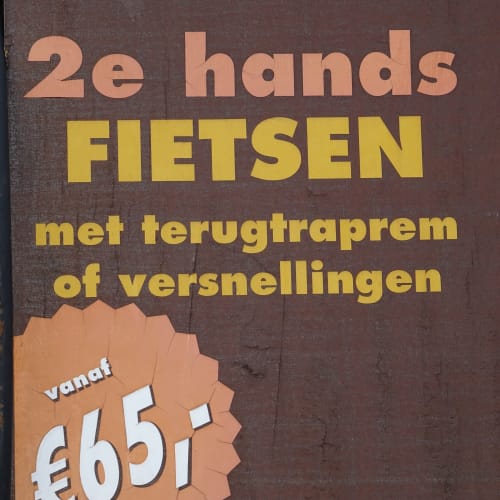 2e hands
FIETSEN
met terugtraprem
of versnellingen
vanaf
€65,-